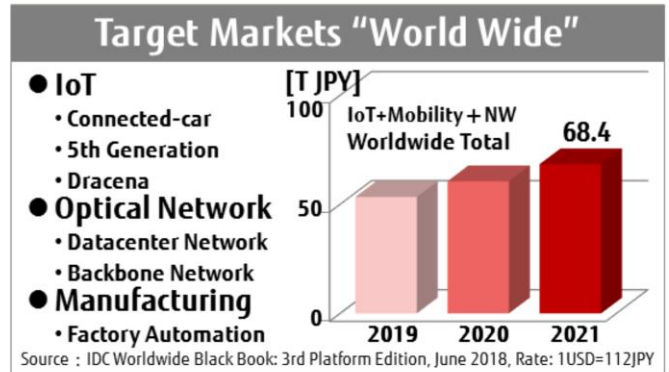 Target Markets “World Wide”
● IoT
・Connected-car
・5th Generation
・Dracena
● Optical Network
・Datacenter Network
・Backbone Network
● Manufacturing
・Factory Automation
[T JPY]
100
50
0
IoT+Mobility+NW
Worldwide Total
68.4
2019 2020 2021
Source : IDC Worldwide Black Book: 3rd Platform Edition, June 2018, Rate: 1USD=112JPY